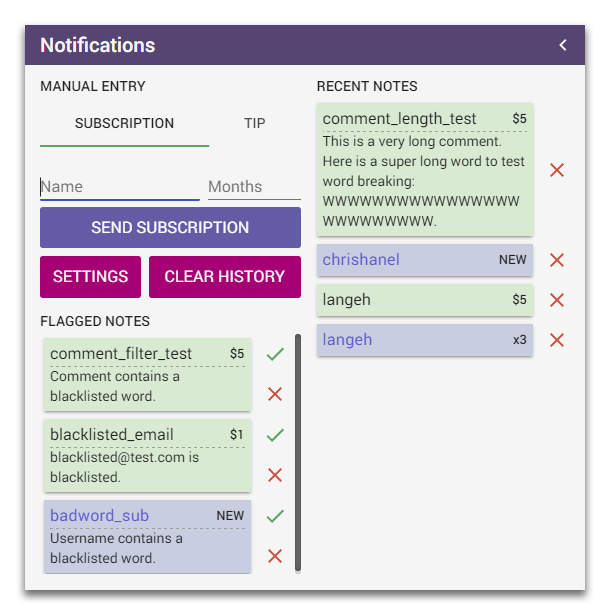 Notifications
MANUAL ENTRY
SUBSCRIPTION TIP
Name Months
SEND SUBSCRIPTION
SETTINGS CLEAR HISTORY
FLAGGED NOTES
comment_filter_test $5
Comment contains a
blacklisted word.
blacklisted_email $1
blacklisted@test.com is
blacklisted.
badword_sub NEW
Username contains a
blacklisted word.
RECENT NOTES
comment_length_test $5
This is a very long comment.
Here is a super long word to test
word breaking:
WWWWWWWWWWWWWWWW
WWWWWWWWW.
chrishanel NEW
langeh $5
langeh x3